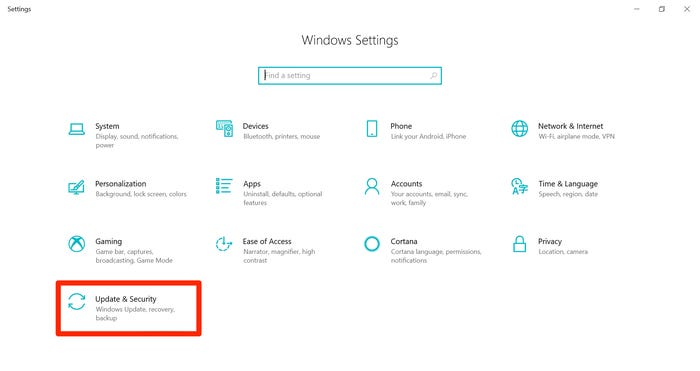 Settings
Windows Settings
Find a setting
System
Display, sound, notifications,
power
Devices
Bluetooth, printers, mouse
Phone
Link your Android, iPhone
Network & Internet
Wi-Fi, airplane mode, VPN
Personalization
Background, lock screen, colors
Apps
Uninstall, defaults, optional
features
Accounts
Your accounts, email, sync,
work, family
Time & Language
Speech, region, date
Gaming
Game bar, captures,
broadcasting, Game Mode
Ease of Access
Narrator, magnifier, high
contrast
Cortana
Cortana language, permissions,
notifications
Privacy
Location, camera
Update & Security
Windows Update, recovery,
backup